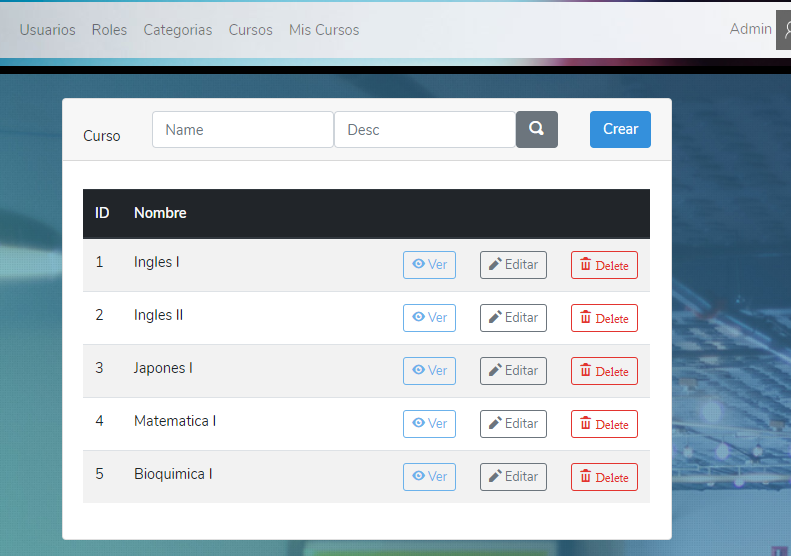 Usuarios Roles Categorias Cursos Mis Cursos Admin
Curso Name Desc Crear
ID Nombre
1 Ingles I Ver Editar Delete
2 Ingles II Ver Editar Delete
3 Japones I Ver Editar Delete
4 Matematica I Ver Editar Delete
5 Bioquimica I Ver Editar Delete